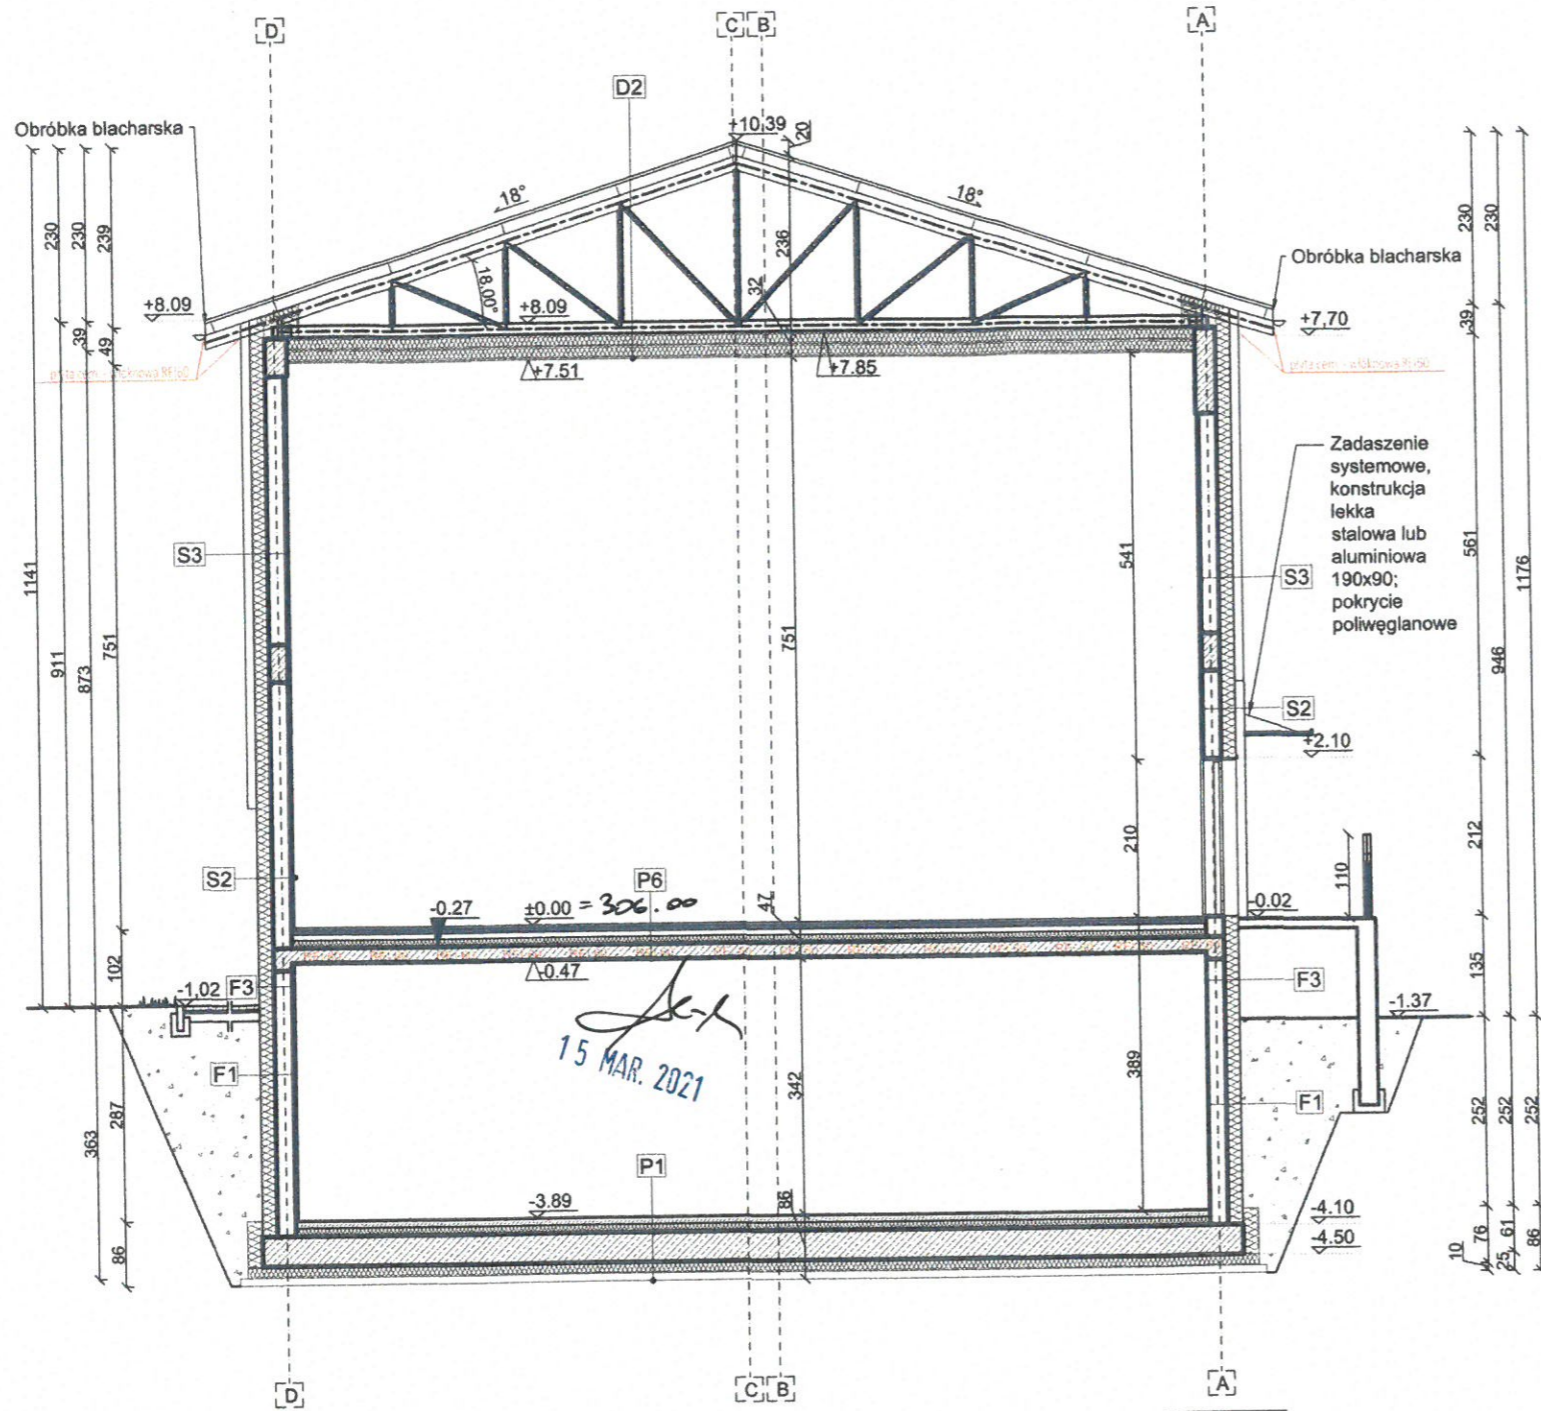 D
C
B
A
D2
Obróbka blacharska
+10,39
20
18°
18°
230
230
239
236
230
230
Obróbka blacharska
18.00°
32
+8.09
+8.09
+7,70
39
49
39
+7.51
+7.85
Zadaszenie
systemowe,
konstrukcja
lekka
stalowa lub
aluminiowa
190x90;
pokrycie
poliwęglanowe
S3
S3
1141
911
873
751
751
541
561
946
1176
S2
+2.10
S2
210
212
110
P6
-0.27
±0.00 = 306.00
47
-0.02
102
-1,02
F3
-0.47
F3
135
-1.37
15 MAR. 2021
F1
F1
363
287
342
389
252
252
252
P1
-3.89
86
-4.10
-4.50
86
10
76
25
61
86
D
C
B
A